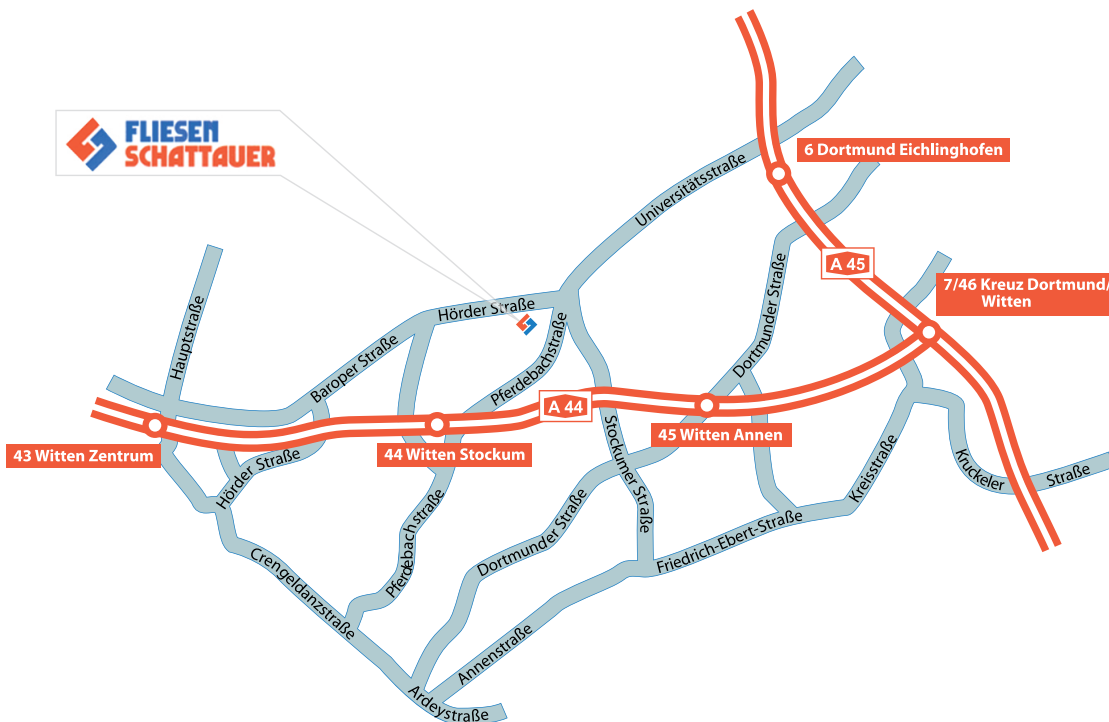 FLIESEN
SCHATTAUER
6 Dortmund Eichlinghofen
Universitätsstraße
A 45
7/46 Kreuz Dortmund/
Witten
Hauptstraße
Hörder Straße
Dortmunder Straße
Baroper Straße
Pferdebachstraße
A 44
43 Witten Zentrum
44 Witten Stockum
45 Witten Annen
Hörder Straße
Stockumer Straße
Kreisstraße
Kruckeler
Straße
Pferdebachstraße
Dortmunder Straße
Friedrich-Ebert-Straße
Crengeldanzstraße
Annenstraße
Ardeystraße